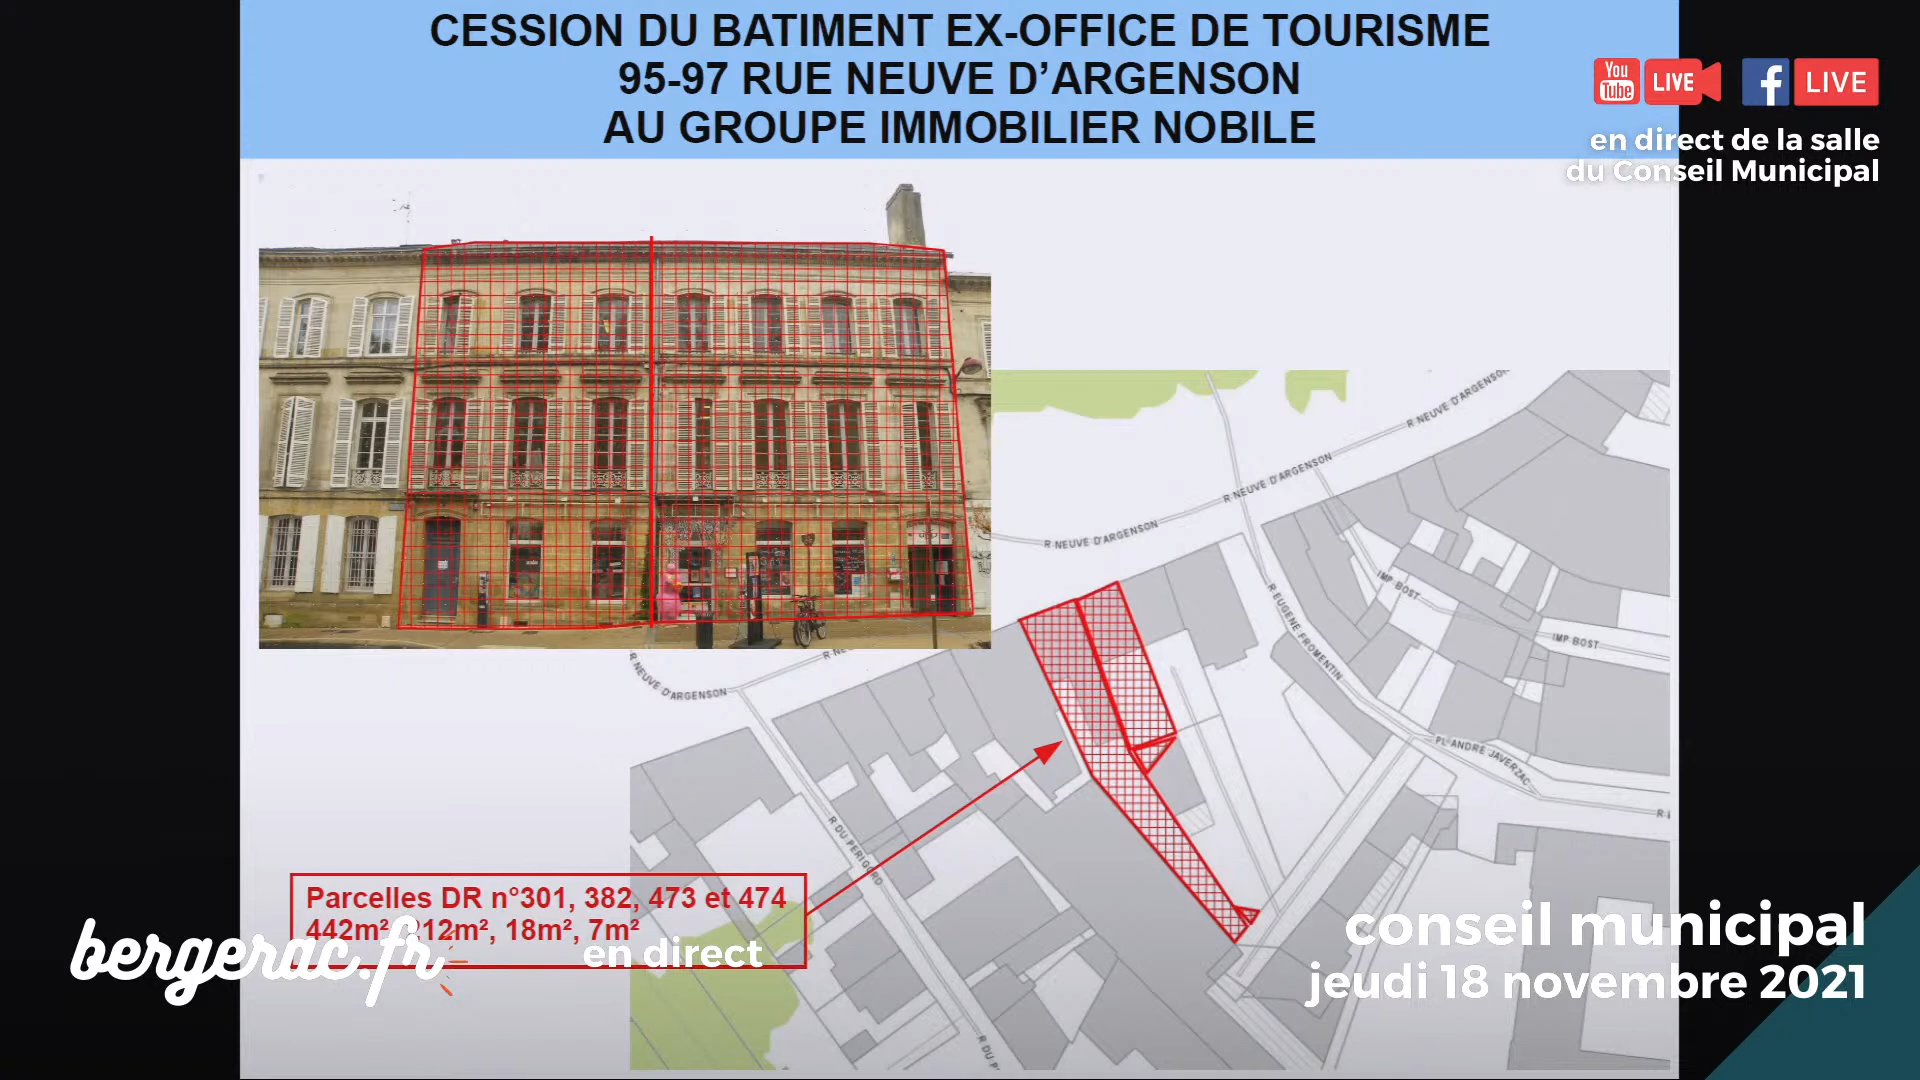 CESSION DU BATIMENT EX-OFFICE DE TOURISME
95-97 RUE NEUVE D'ARGENSON
AU GROUPE IMMOBILIER NOBILE
You
Tube
LIVE
f
LIVE
en direct de la salle
du Conseil Municipal
R NEUVE D'ARGENSON
R NEUVE D'ARGENSON
R NEUVE D'ARGENSON
R NEUVE D'ARGENSON
IMP BOST
IMP BOST
R EUGENE FROMENTIN
PL ANDRE JAVERZAC
R DU PERIGORD
R DU P
Parcelles DR n°301, 382, 473 et 474
442m², 212m², 18m², 7m²
bergerac.fr
en direct
conseil municipal
jeudi 18 novembre 2021